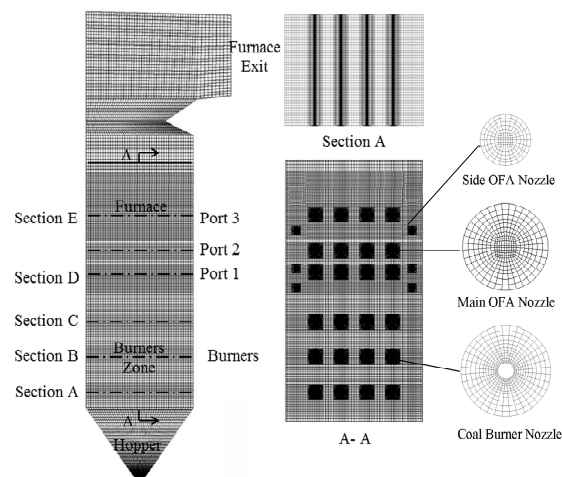 Furnace
Exit
Section A
A
Side OFA Nozzle
Section E
Furnace
Port 3
Port 2
Section D
Port 1
Main OFA Nozzle
Section C
Section B
Burners
Zone
Burners
Section A
A
Hopper
A- A
Coal Burner Nozzle